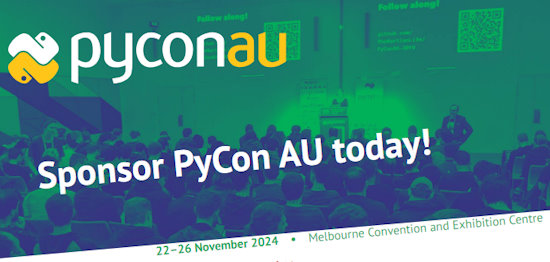 Follow along!
Follow along!
pyconau
Sponsor PyCon AU today!
22–26 November 2024 • Melbourne Convention and Exhibition Centre